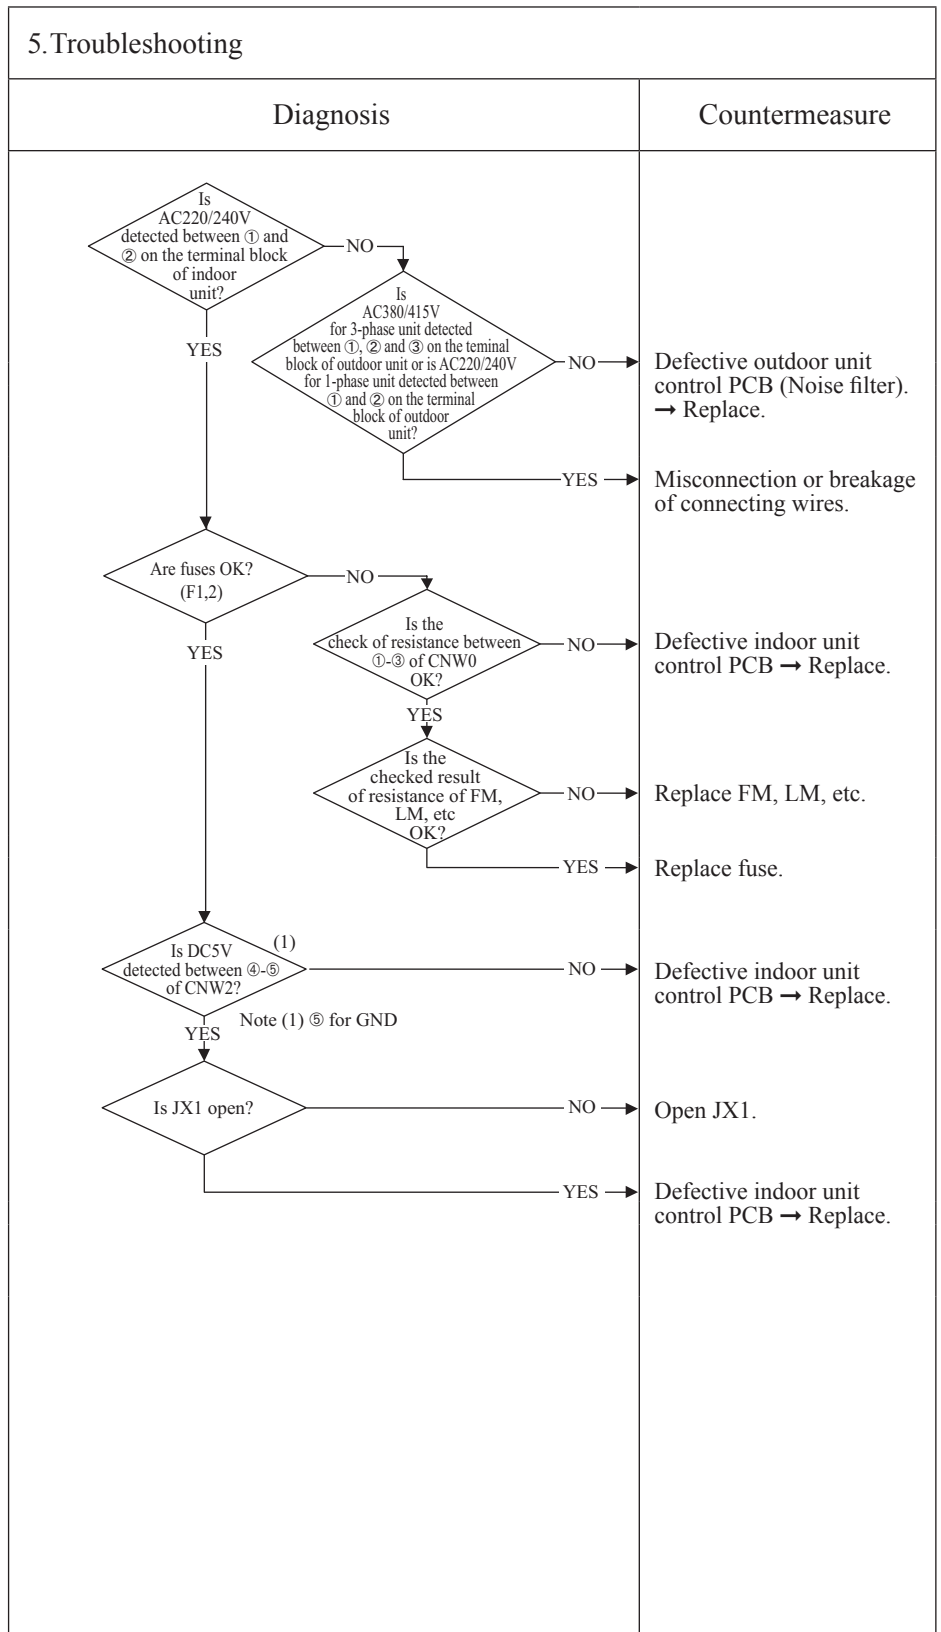 5.Troubleshooting
Diagnosis
Countermeasure
Is
AC220/240V
detected between ① and
② on the terminal block
of indoor
unit?
NO
YES
Is
AC380/415V
for 3-phase unit detected
between ①, ② and ③ on the teminal
block of outdoor unit or is AC220/240V
for 1-phase unit detected between
① and ② on the terminal
block of outdoor
unit?
NO
Defective outdoor unit
control PCB (Noise filter).
→ Replace.
YES
Misconnection or breakage
of connecting wires.
Are fuses OK?
(F1,2)
NO
YES
Is the
check of resistance between
①-③ of CNW0
OK?
NO
Defective indoor unit
control PCB → Replace.
YES
Is the
checked result
of resistance of FM,
LM, etc
OK?
NO
Replace FM, LM, etc.
YES
Replace fuse.
Is DC5V
detected between ④-⑤
of CNW2?
(1)
NO
Defective indoor unit
control PCB → Replace.
Note (1) ⑤ for GND
YES
Is JX1 open?
NO
Open JX1.
YES
Defective indoor unit
control PCB → Replace.